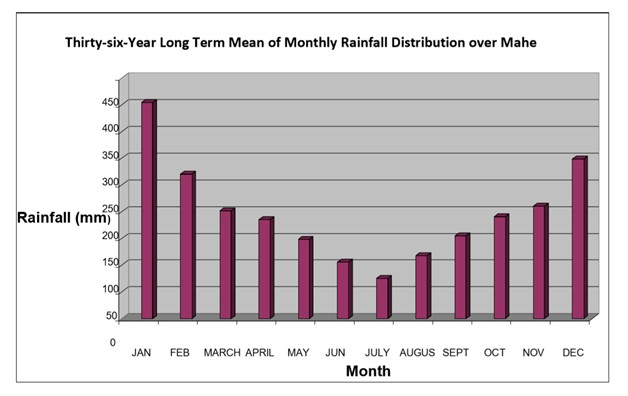 Thirty-six-Year Long Term Mean of Monthly Rainfall Distribution over Mahe
450
400
350
300
250
Rainfall (mm)
200
150
100
50
0
JAN FEB MARCH APRIL MAY JUN JULY AUGUS SEPT OCT NOV DEC
Month